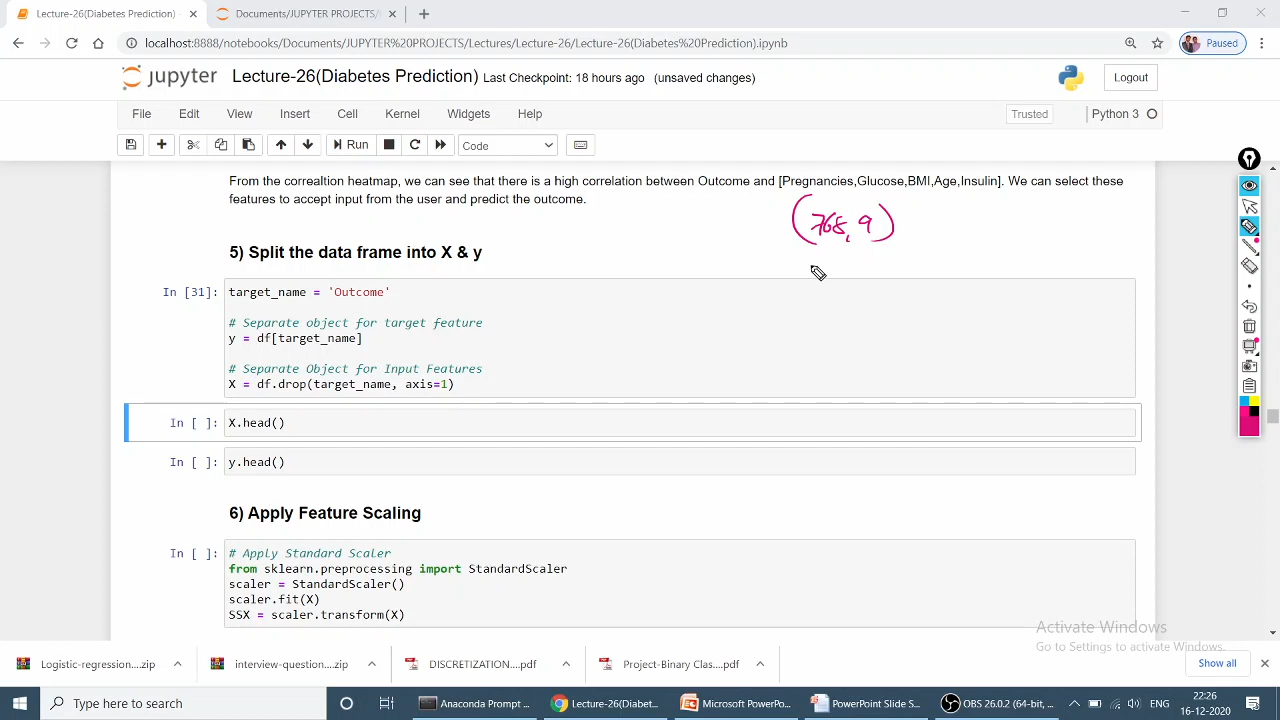 Lecture-26(Diabetes Prediction)
Documents/JUPYTER PROJECTS/
localhost:8888/notebooks/Documents/JUPYTER%20PROJECTS/Lectures/Lecture-26/Lecture-26(Diabetes%20Prediction).ipynb
Paused
jupyter Lecture-26(Diabetes Prediction) Last Checkpoint: 18 hours ago (unsaved changes)
Logout
File Edit View Insert Cell Kernel Widgets Help
Trusted
Python 3
Run
Code
From the correaltion heatmap, we can see that there is a high correlation between Outcome and [Pregnancies,Glucose,BMI,Age,Insulin]. We can select these
features to accept input from the user and predict the outcome.
(768, 9)
5) Split the data frame into X & y
In [31]: target_name = 'Outcome'
# Separate object for target feature
y = df[target_name]
# Separate Object for Input Features
X = df.drop(target_name, axis=1)
In [ ]: X.head()
In [ ]: y.head()
6) Apply Feature Scaling
In [ ]: # Apply Standard Scaler
from sklearn.preprocessing import StandardScaler
scaler = StandardScaler()
scaler.fit(X)
SSX = scaler.transform(X)
Activate Windows
Go to Settings to activate Windows.
Logistic-regression....zip
interview-question....zip
DISCRETIZATION....pdf
Project-Binary Clas....pdf
Show all
Type here to search
Anaconda Prompt ...
Lecture-26(Diabet...
Microsoft PowerP...
PowerPoint Slide S...
OBS 26.0.2 (64-bit, ...
ENG
22:26
16-12-2020